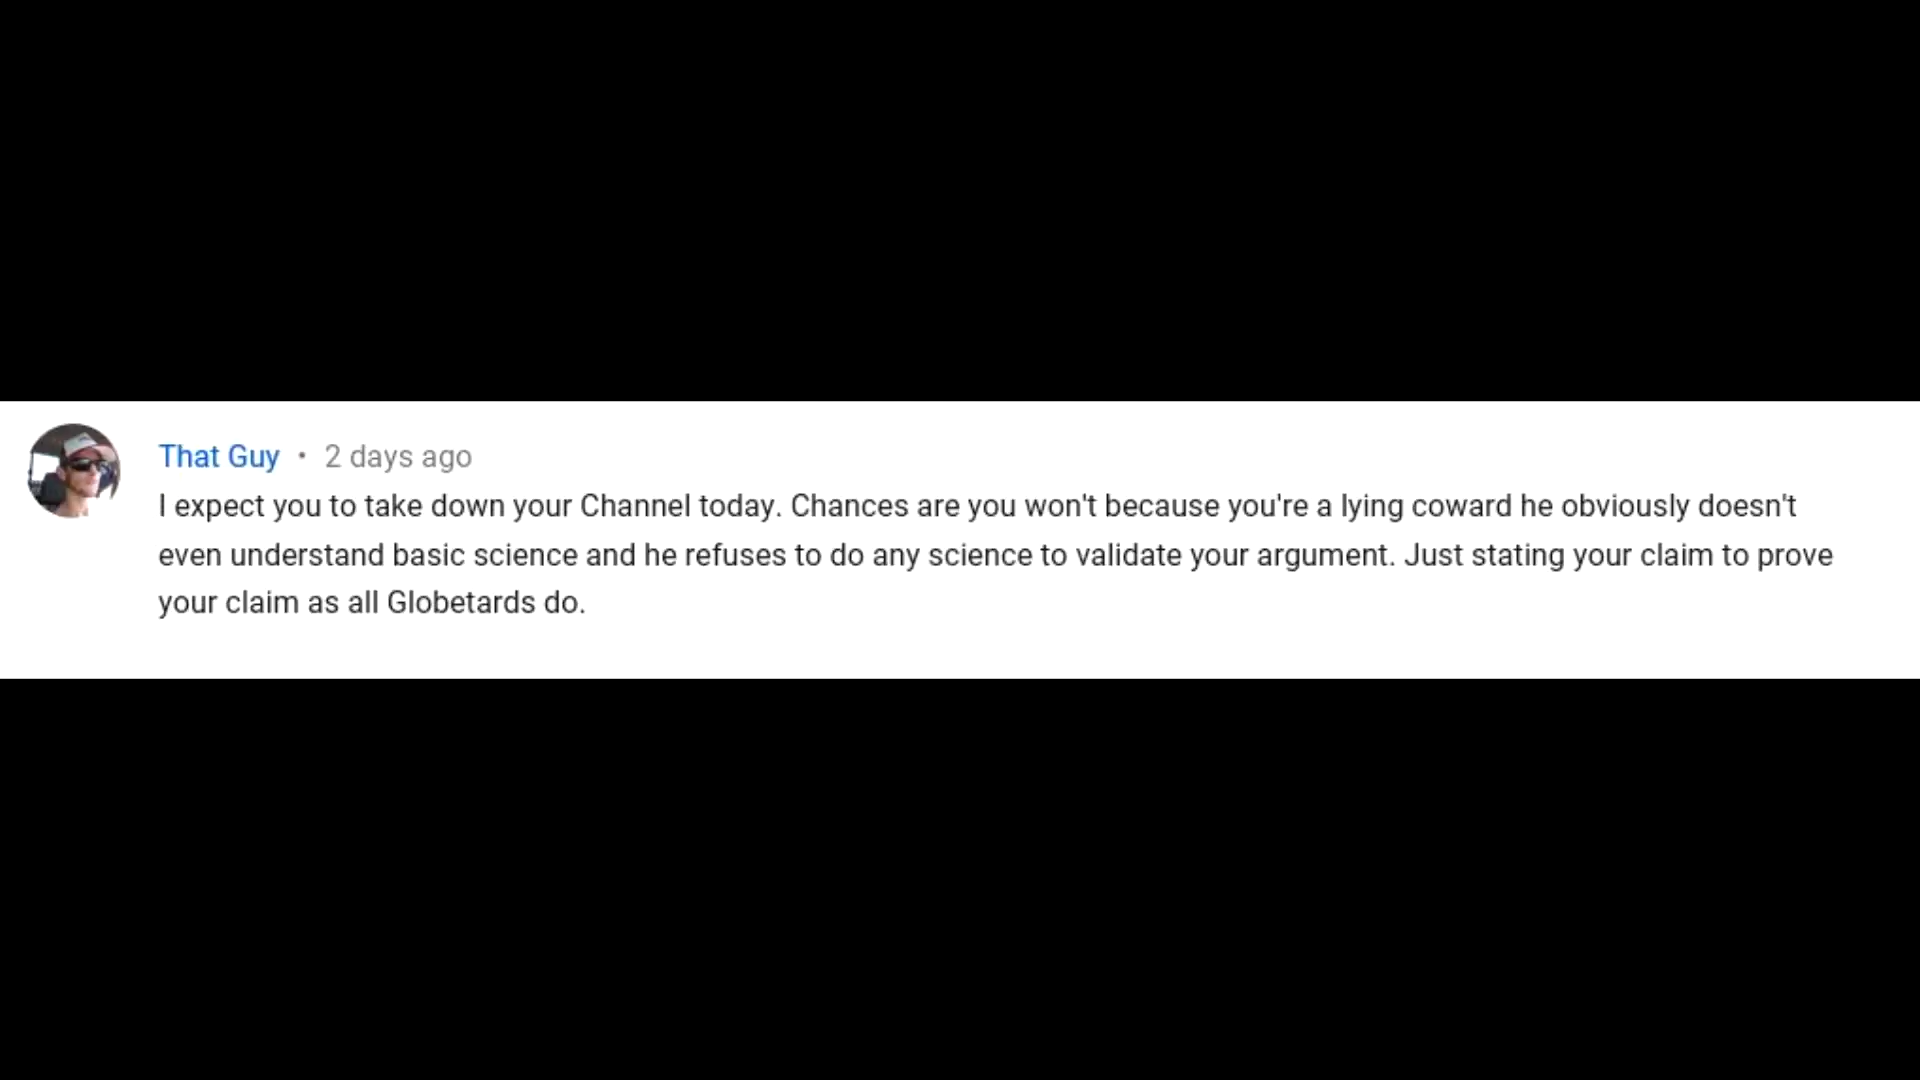 That Guy • 2 days ago
I expect you to take down your Channel today. Chances are you won't because you're a lying coward he obviously doesn't
even understand basic science and he refuses to do any science to validate your argument. Just stating your claim to prove
your claim as all Globetards do.